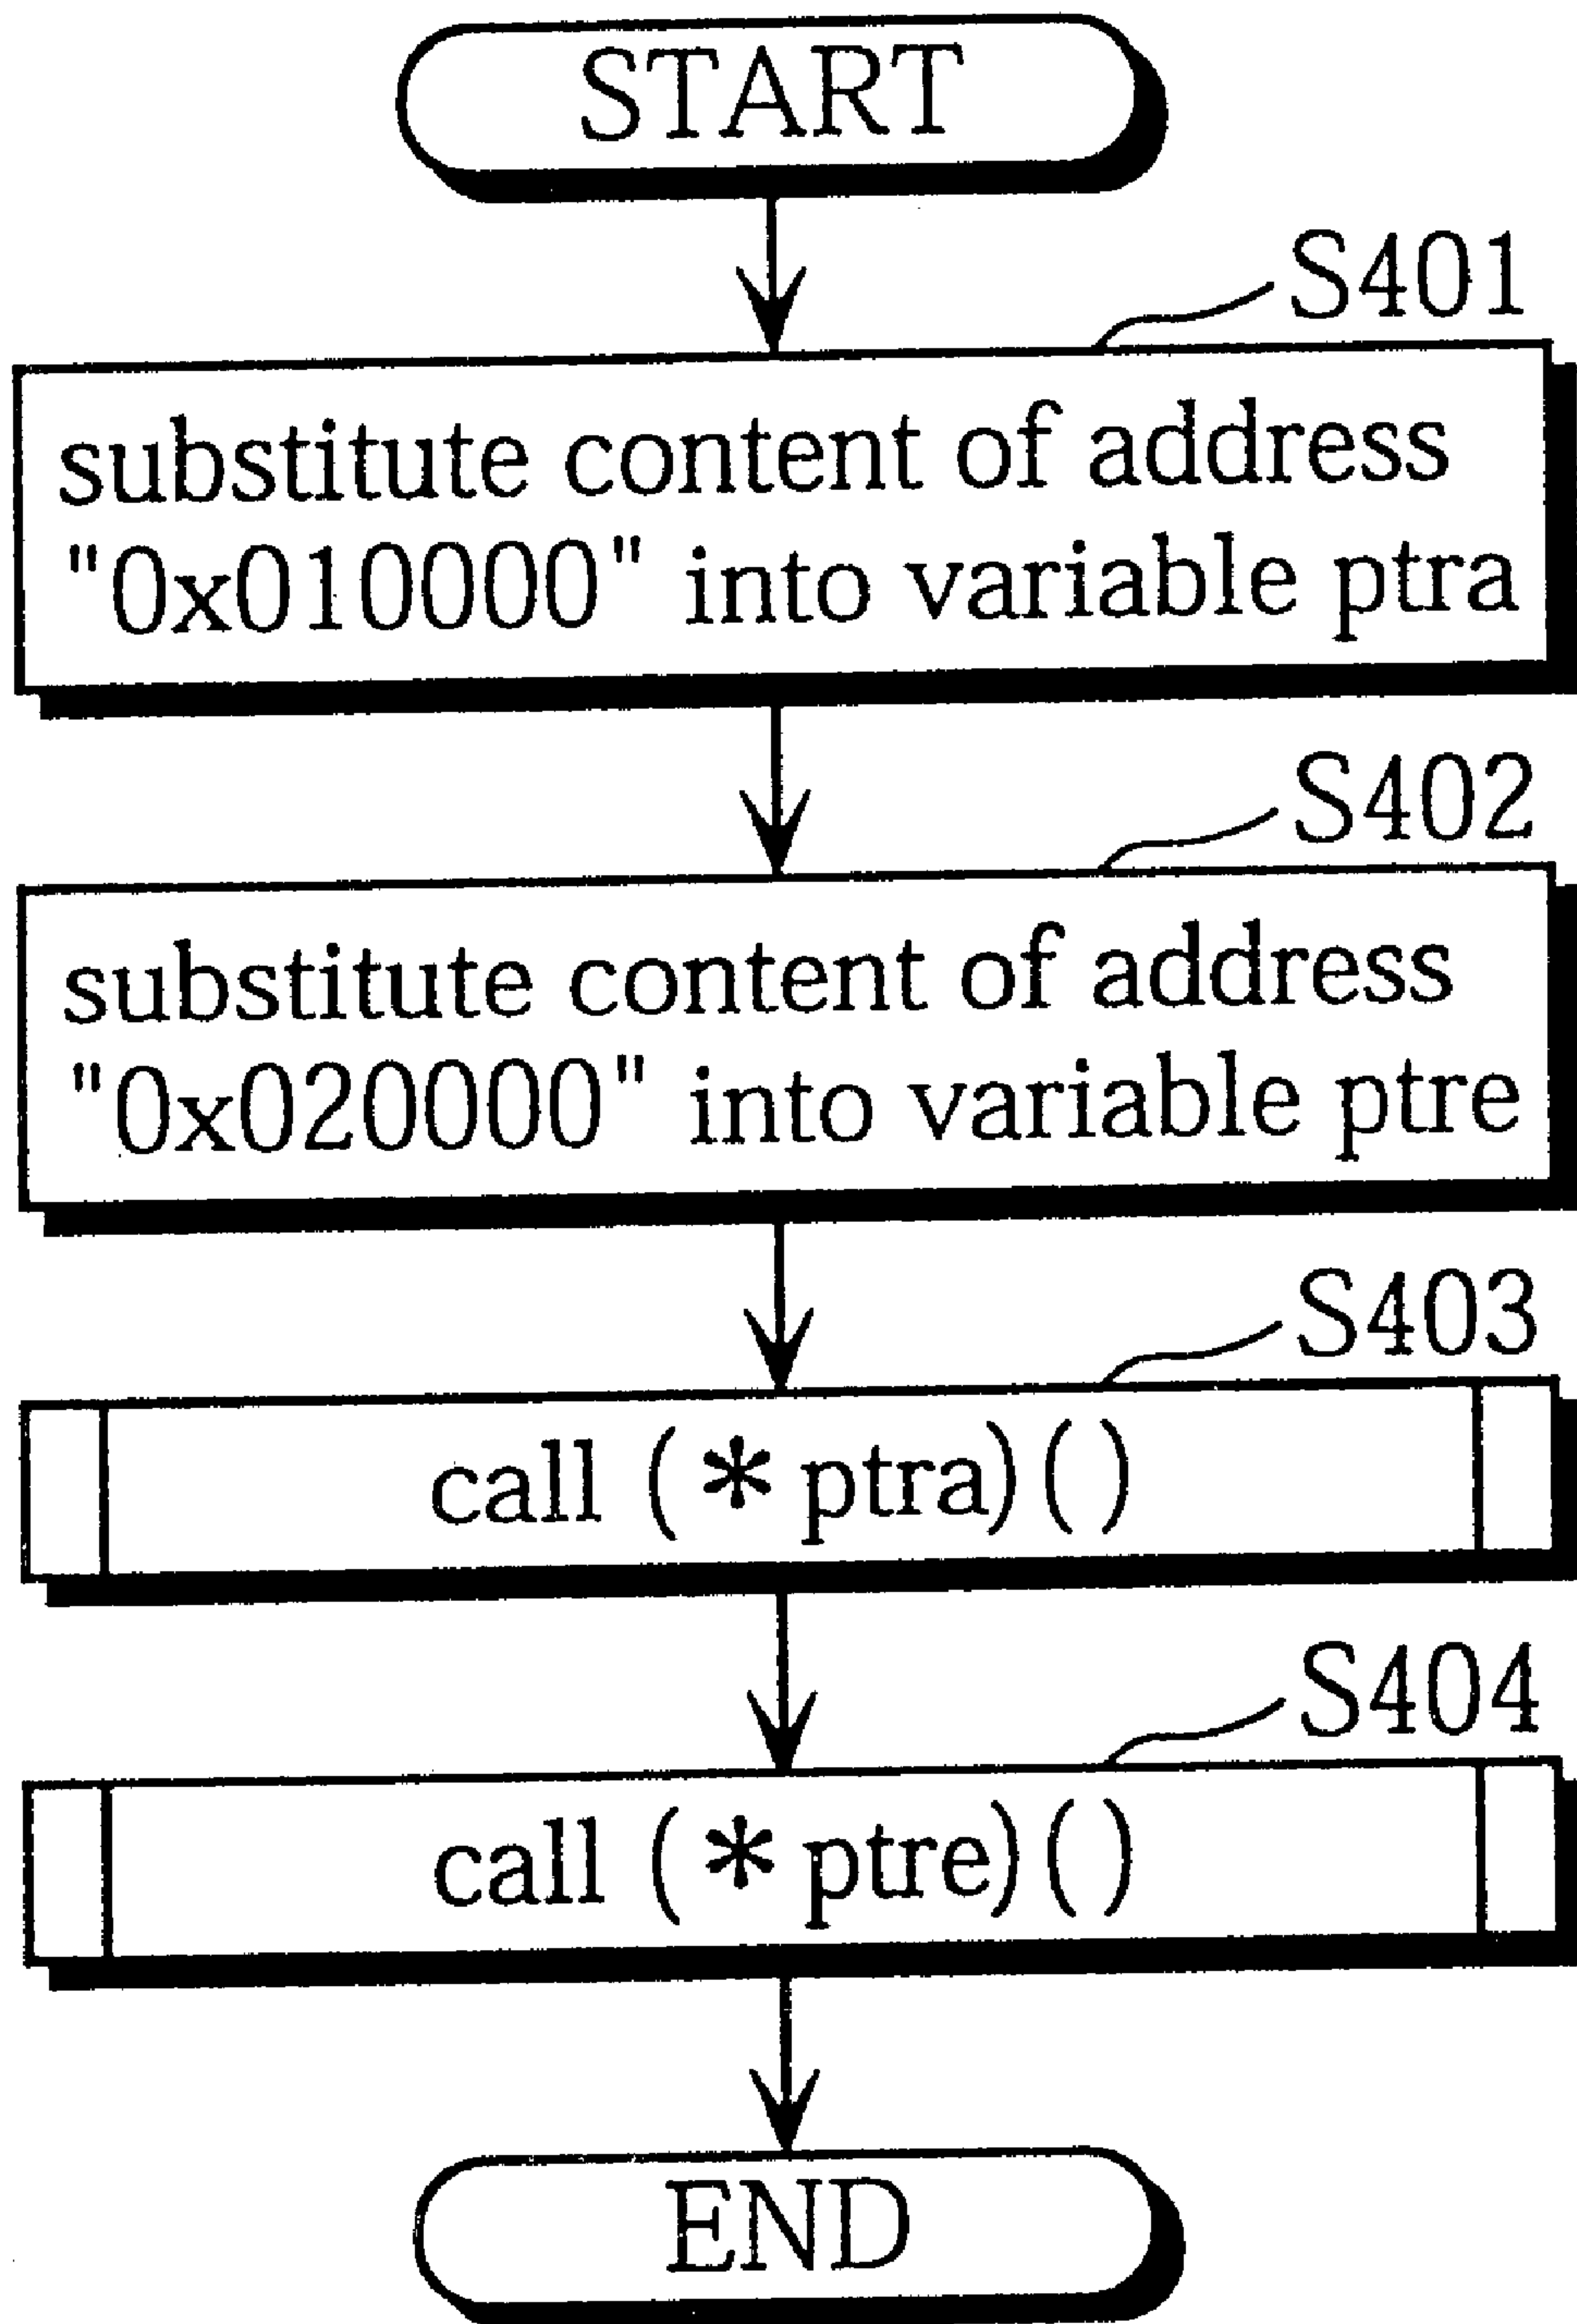 START
S401
substitute content of address
"0x010000" into variable ptra
S402
substitute content of address
"0x020000" into variable ptre
S403
call (*ptra)()
S404
call (*ptre)()
END